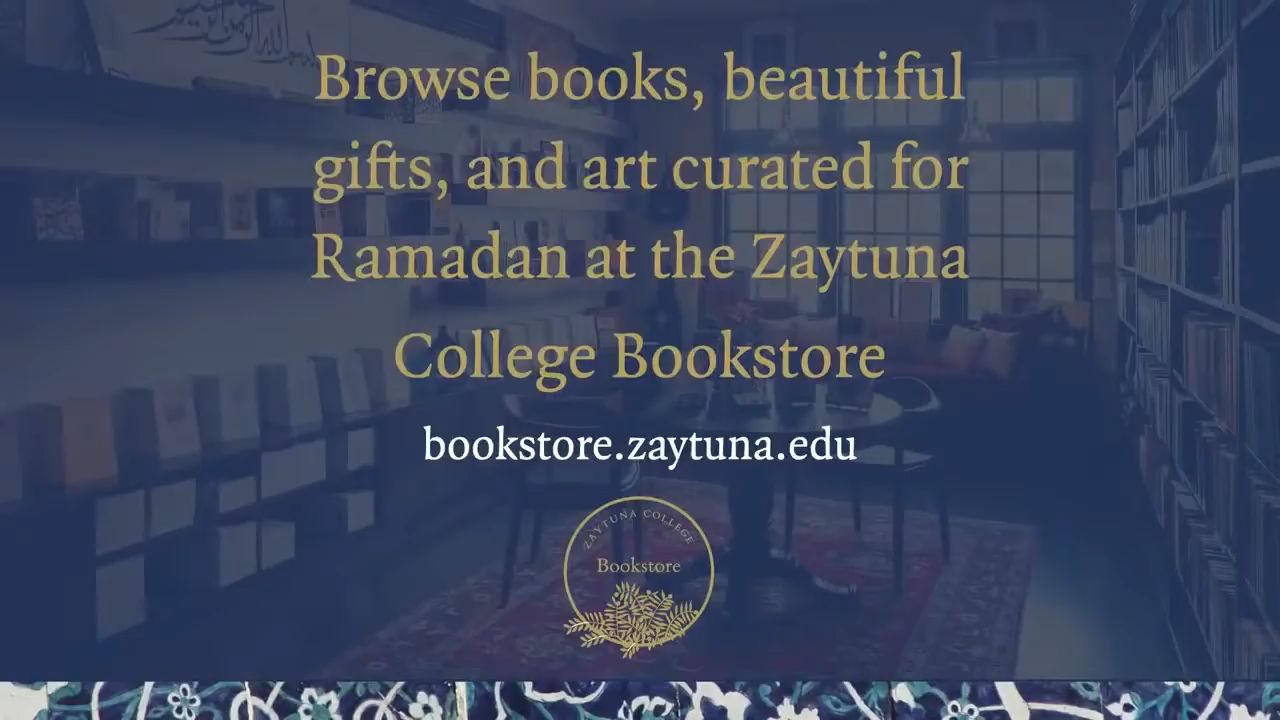 Browse books, beautiful
gifts, and art curated for
Ramadan at the Zaytuna
College Bookstore
bookstore.zaytuna.edu
ZAYTUNA COLLEGE
Bookstore